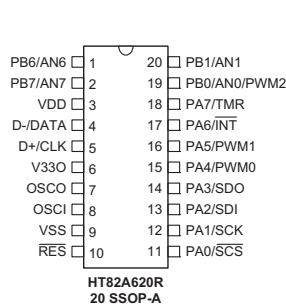 PB6/AN6 1 20 PB1/AN1
PB7/AN7 2 19 PB0/AN0/PWM2
VDD 3 18 PA7/TMR
D-/DATA 4 17 PA6/INT
D+/CLK 5 16 PA5/PWM1
V33O 6 15 PA4/PWM0
OSCO 7 14 PA3/SDO
OSCI 8 13 PA2/SDI
VSS 9 12 PA1/SCK
RES 10 11 PA0/SCS
HT82A620R
20 SSOP-A